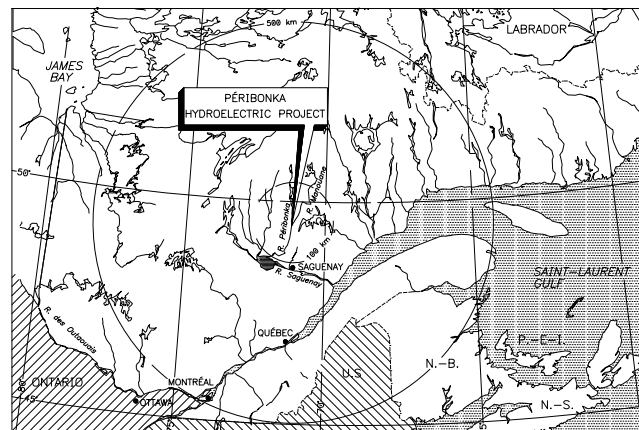 500 km
LABRADOR
JAMES
BAY
PÉRIBONKA
HYDROELECTRIC PROJECT
50°
R. Péribonka
R. Manouane
100 km
SAGUENAY
R. Saguenay
SAINT-LAURENT
GULF
R. des Outaouais
QUÉBEC
P.-E-I.
U.S
N.-B.
ONTARIO
MONTRÉAL
OTTAWA
N.-S.
80°
45°